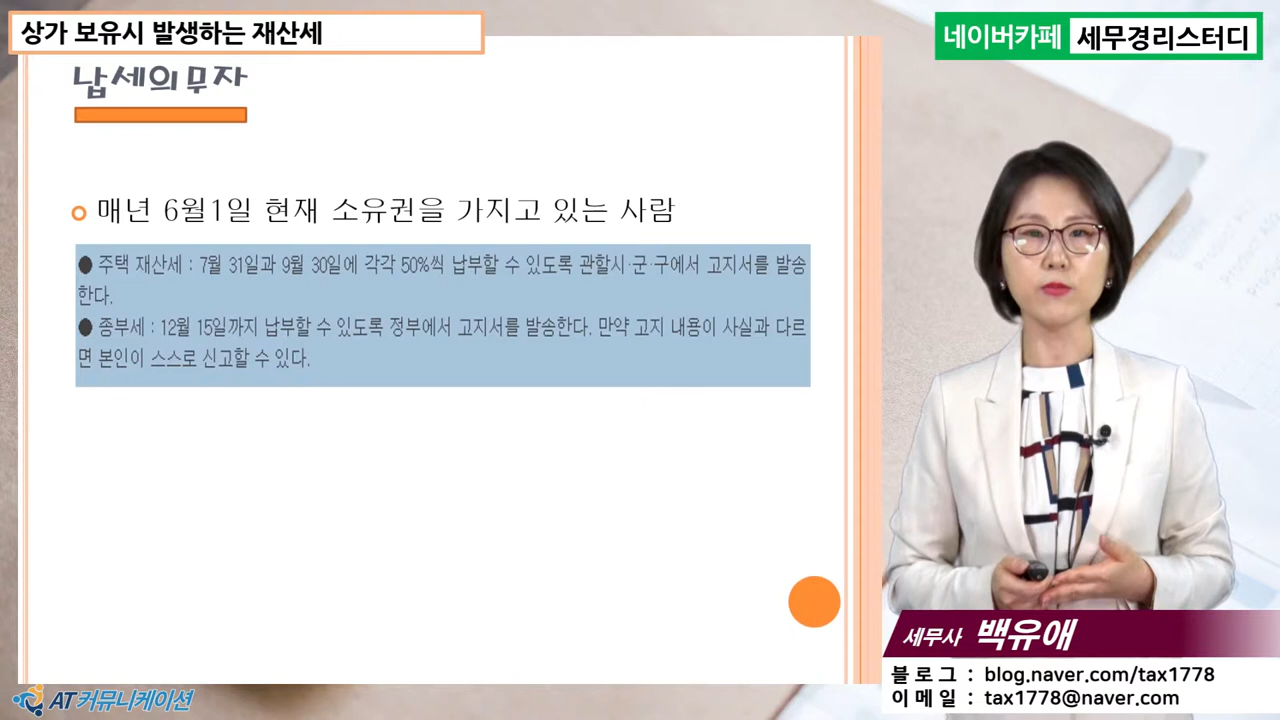 상가 보유시 발생하는 재산세
네이버카페 세무경리스터디
납세의무자
매년 6월1일 현재 소유권을 가지고 있는 사람
● 주택 재산세 : 7월 31일과 9월 30일에 각각 50%씩 납부할 수 있도록 관할시·군·구에서 고지서를 발송
한다.
● 종부세 : 12월 15일까지 납부할 수 있도록 정부에서 고지서를 발송한다. 만약 고지 내용이 사실과 다르
면 본인이 스스로 신고할 수 있다.
세무사 백유애
블로그 : blog.naver.com/tax1778
이메일 : tax1778@naver.com
AT커뮤니케이션